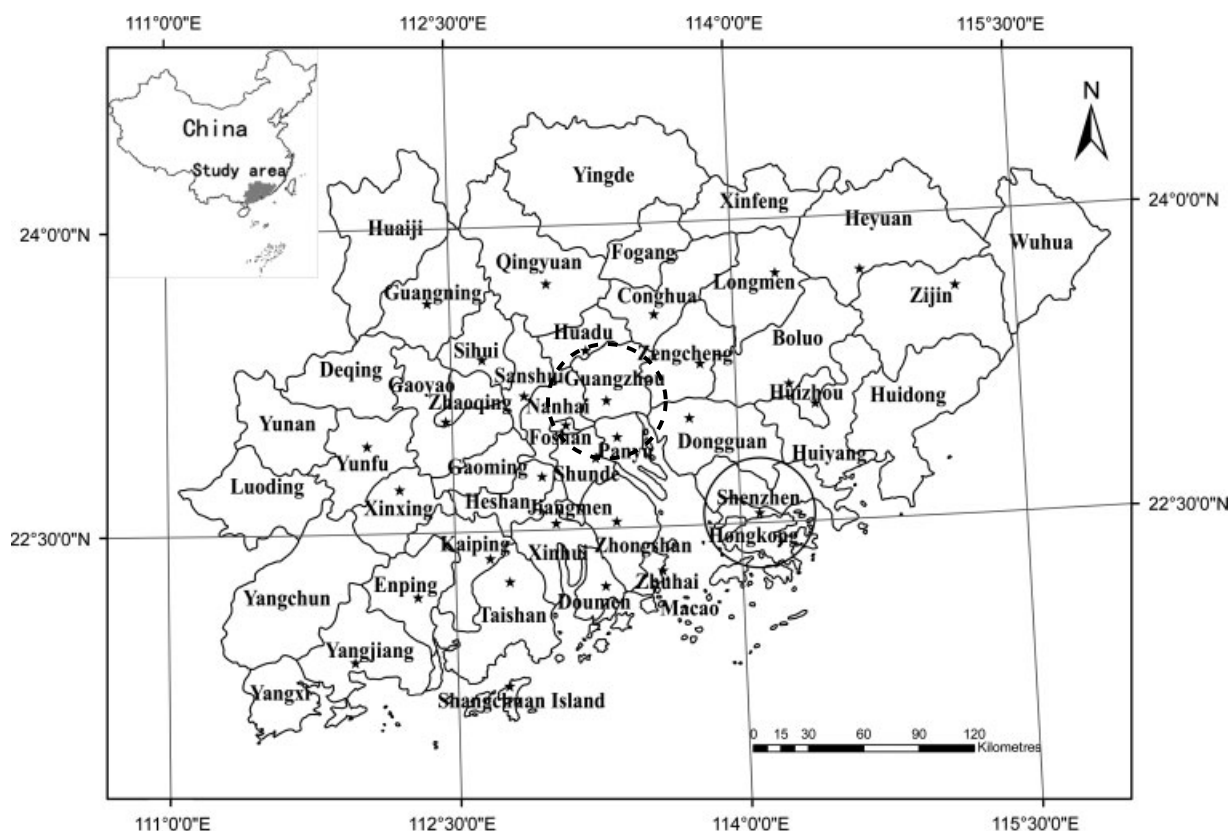 111°0'0"E 112°30'0"E 114°0'0"E 115°30'0"E
N
China
Study area
Yingde
Xinfeng
24°0'0"N
Heyuan
Huaiji
24°0'0"N
Wuhua
Fogang
Qingyuan
Longmen
Guangning
Conghua
Zijin
Huadu
Boluo
Sihui
Zengcheng
Deqing
Sanshui
Guangzhou
Gaoyao
Huizhou
Huidong
Zhaoqing
Nanhai
Yunan
Foshan
Dongguan
Panyu
Huiyang
Yunfu
Gaoming
Shunde
Luoding
Shenzhen
Heshan
Xinxing
Jiangmen
22°30'0"N
Hongkong
22°30'0"N
Kaiping
Zhongshan
Xinhui
Enping
Zhuhai
Yangchun
Doumen
Macao
Taishan
Yangjiang
Yangxi
Shangchuan Island
0 15 30 60 90 120
Kilometres
111°0'0"E 112°30'0"E 114°0'0"E 115°30'0"E